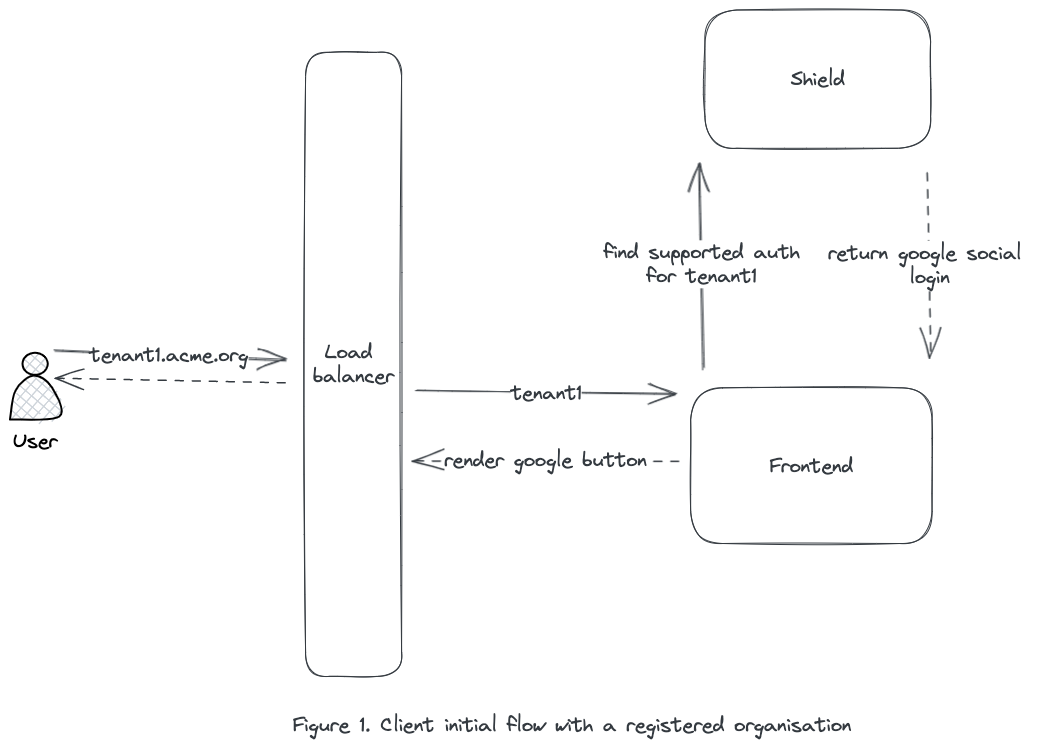 Shield
find supported auth
for tenant1
return google social
login
tenant1.acme.org
Load
balancer
tenant1
User
render google button
Frontend
Figure 1. Client initial flow with a registered organisation